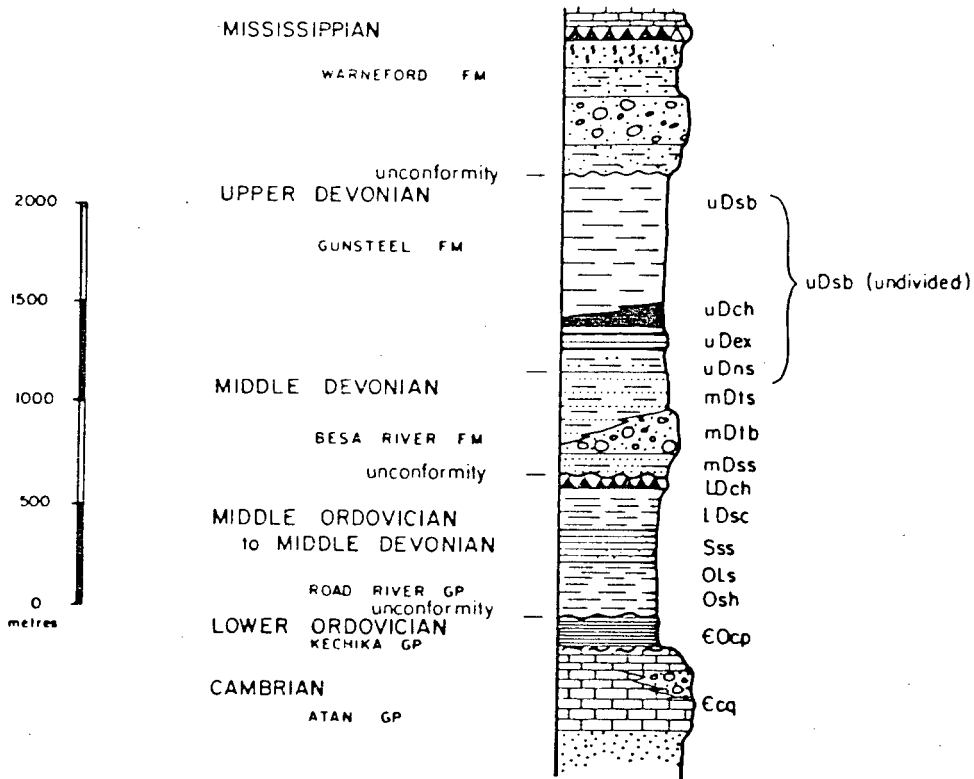 MISSISSIPPIAN
WARNEFORD FM
unconformity
UPPER DEVONIAN
2000
uDsb
GUNSTEEL FM
uDsb (undivided)
1500
uDch
uDex
uDns
MIDDLE DEVONIAN
mDts
1000
BESA RIVER FM
mDtb
mDss
unconformity
LDch
500
MIDDLE ORDOVICIAN
to MIDDLE DEVONIAN
LDsc
Sss
OLs
ROAD RIVER GP
Osh
0
metres
unconformity
LOWER ORDOVICIAN
KECHIKA GP
ЄOcp
CAMBRIAN
Єcq
ATAN GP